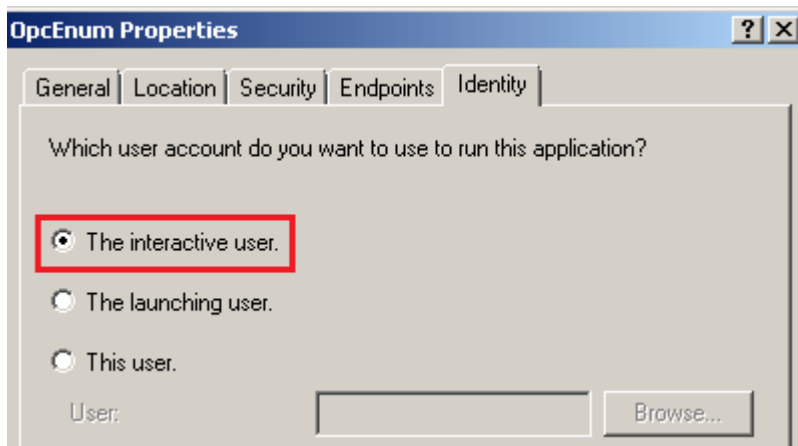 OpcEnum Properties
General Location Security Endpoints Identity
Which user account do you want to use to run this application?
The interactive user.
The launching user.
This user.
User: Browse...